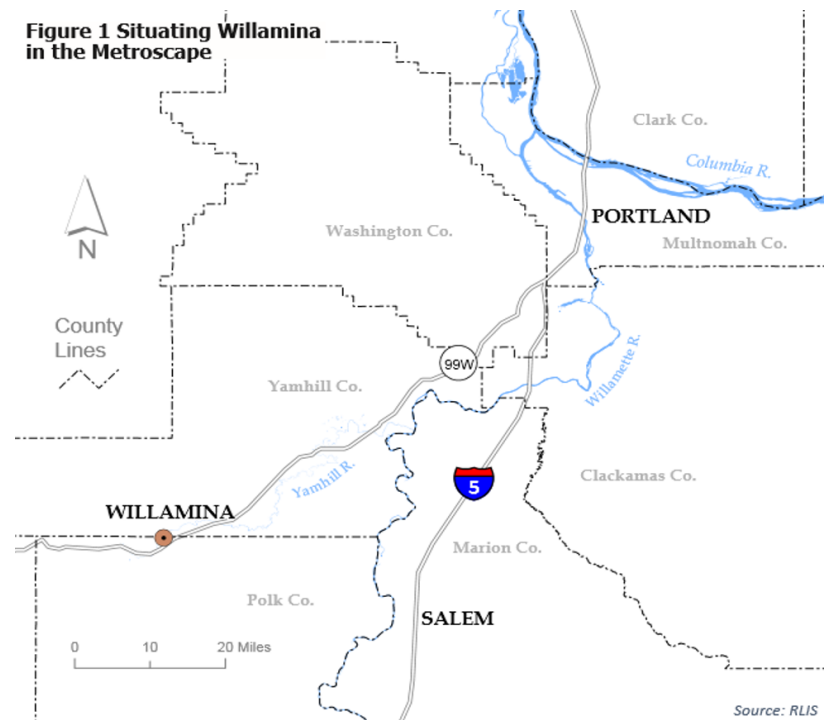 Figure 1 Situating Willamina
in the Metroscape
Clark Co.
Columbia R.
PORTLAND
Washington Co.
Multnomah Co.
N
County
Lines
99W
Willamette R.
Yamhill Co.
Yamhill R.
5
Clackamas Co.
WILLAMINA
Marion Co.
Polk Co.
SALEM
0 10 20 Miles
Source: RLIS